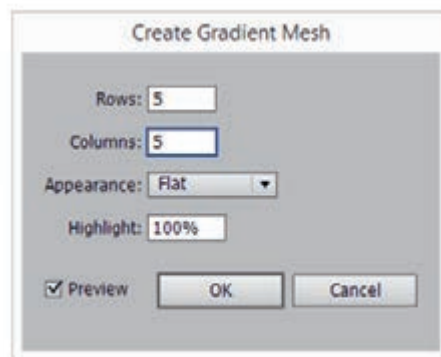 Create Gradient Mesh
Rows: 5
Columns: 5
Appearance: Flat
Highlight: 100%
Preview OK Cancel